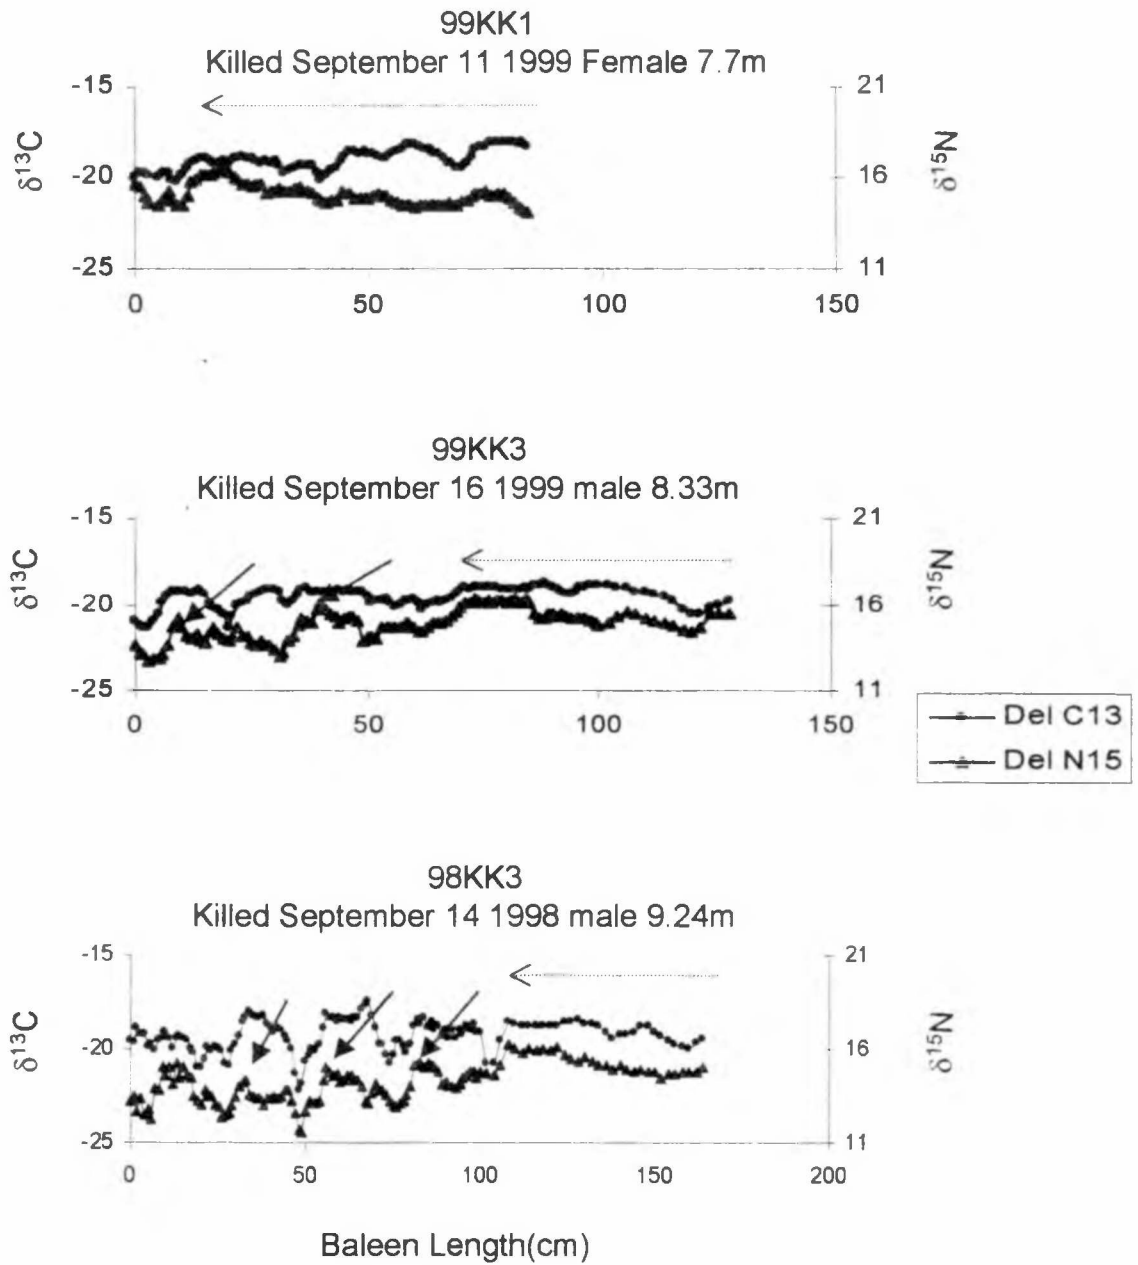 99KK1
Killed September 11 1999 Female 7.7m
-15
21
δ¹³C
-20
16
δ¹⁵N
-25
11
0
50
100
150
99KK3
Killed September 16 1999 male 8.33m
-15
21
δ¹³C
-20
16
δ¹⁵N
-25
11
0
50
100
150
Del C13
Del N15
98KK3
Killed September 14 1998 male 9.24m
-15
21
δ¹³C
-20
16
δ¹⁵N
-25
11
0
50
100
150
200
Baleen Length(cm)